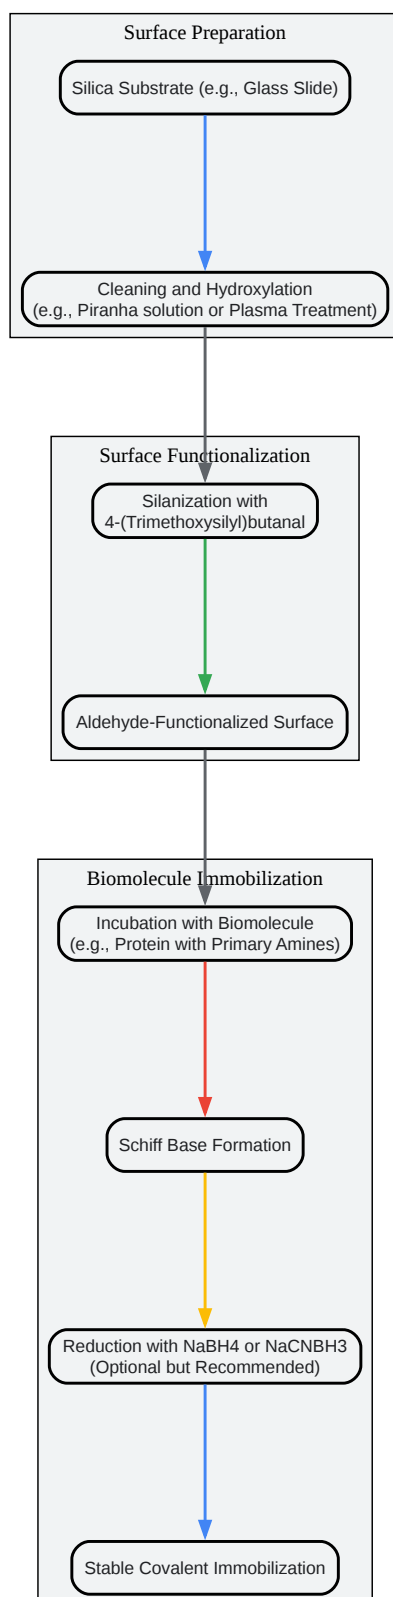 Surface Preparation
Silica Substrate (e.g., Glass Slide)
Cleaning and Hydroxylation
(e.g., Piranha solution or Plasma Treatment)
Surface Functionalization
Silanization with
4-(Trimethoxysilyl)butanal
Aldehyde-Functionalized Surface
Biomolecule Immobilization
Incubation with Biomolecule
(e.g., Protein with Primary Amines)
Schiff Base Formation
Reduction with NaBH4 or NaCNBH3
(Optional but Recommended)
Stable Covalent Immobilization